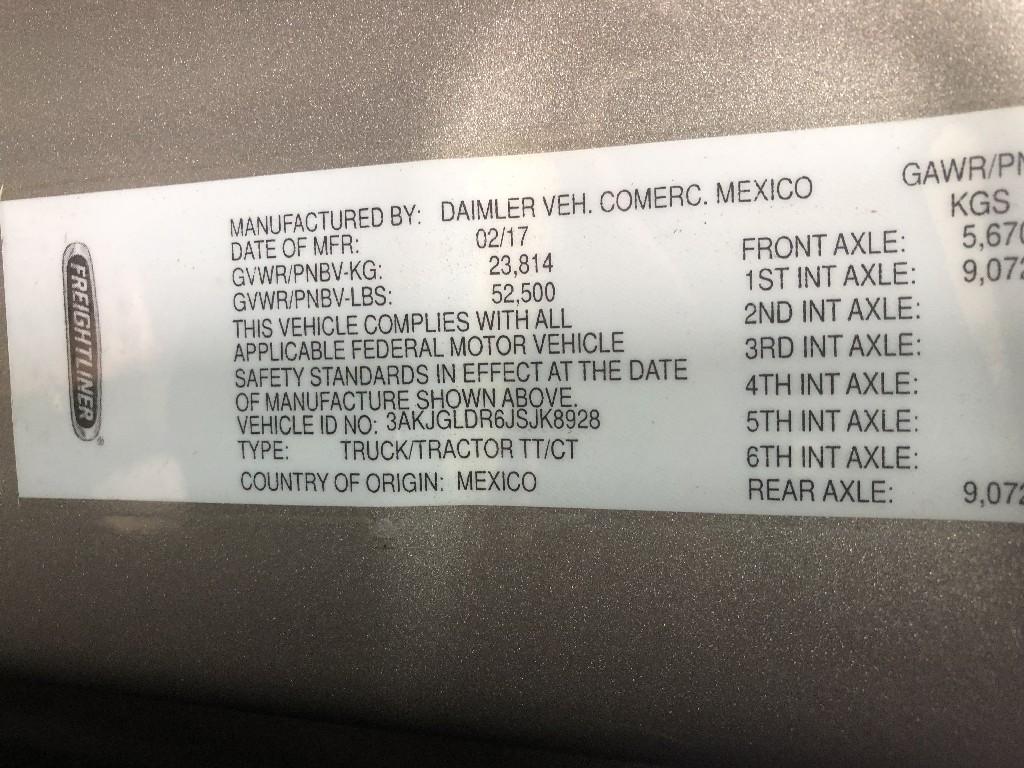 FREIGHTLINER
MANUFACTURED BY: DAIMLER VEH. COMERC. MEXICO
DATE OF MFR: 02/17
GVWR/PNBV-KG: 23,814
GVWR/PNBV-LBS: 52,500
THIS VEHICLE COMPLIES WITH ALL
APPLICABLE FEDERAL MOTOR VEHICLE
SAFETY STANDARDS IN EFFECT AT THE DATE
OF MANUFACTURE SHOWN ABOVE.
VEHICLE ID NO: 3AKJGLDR6JSJK8928
TYPE: TRUCK/TRACTOR TT/CT
COUNTRY OF ORIGIN: MEXICO
GAWR/PN
KGS
FRONT AXLE: 5,670
1ST INT AXLE: 9,072
2ND INT AXLE:
3RD INT AXLE:
4TH INT AXLE:
5TH INT AXLE:
6TH INT AXLE:
REAR AXLE: 9,072